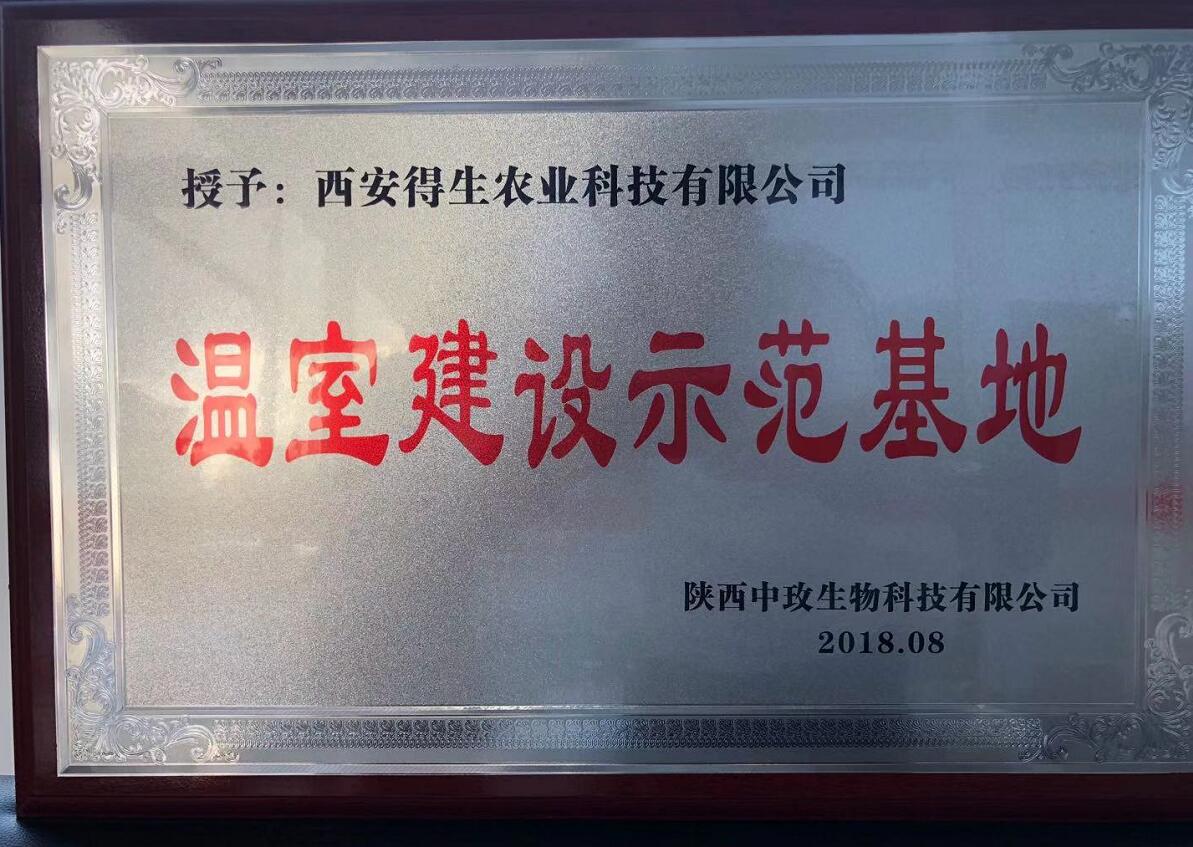 授予：西安得生农业科技有限公司
温室建设示范基地
陕西中玫生物科技有限公司
2018.08